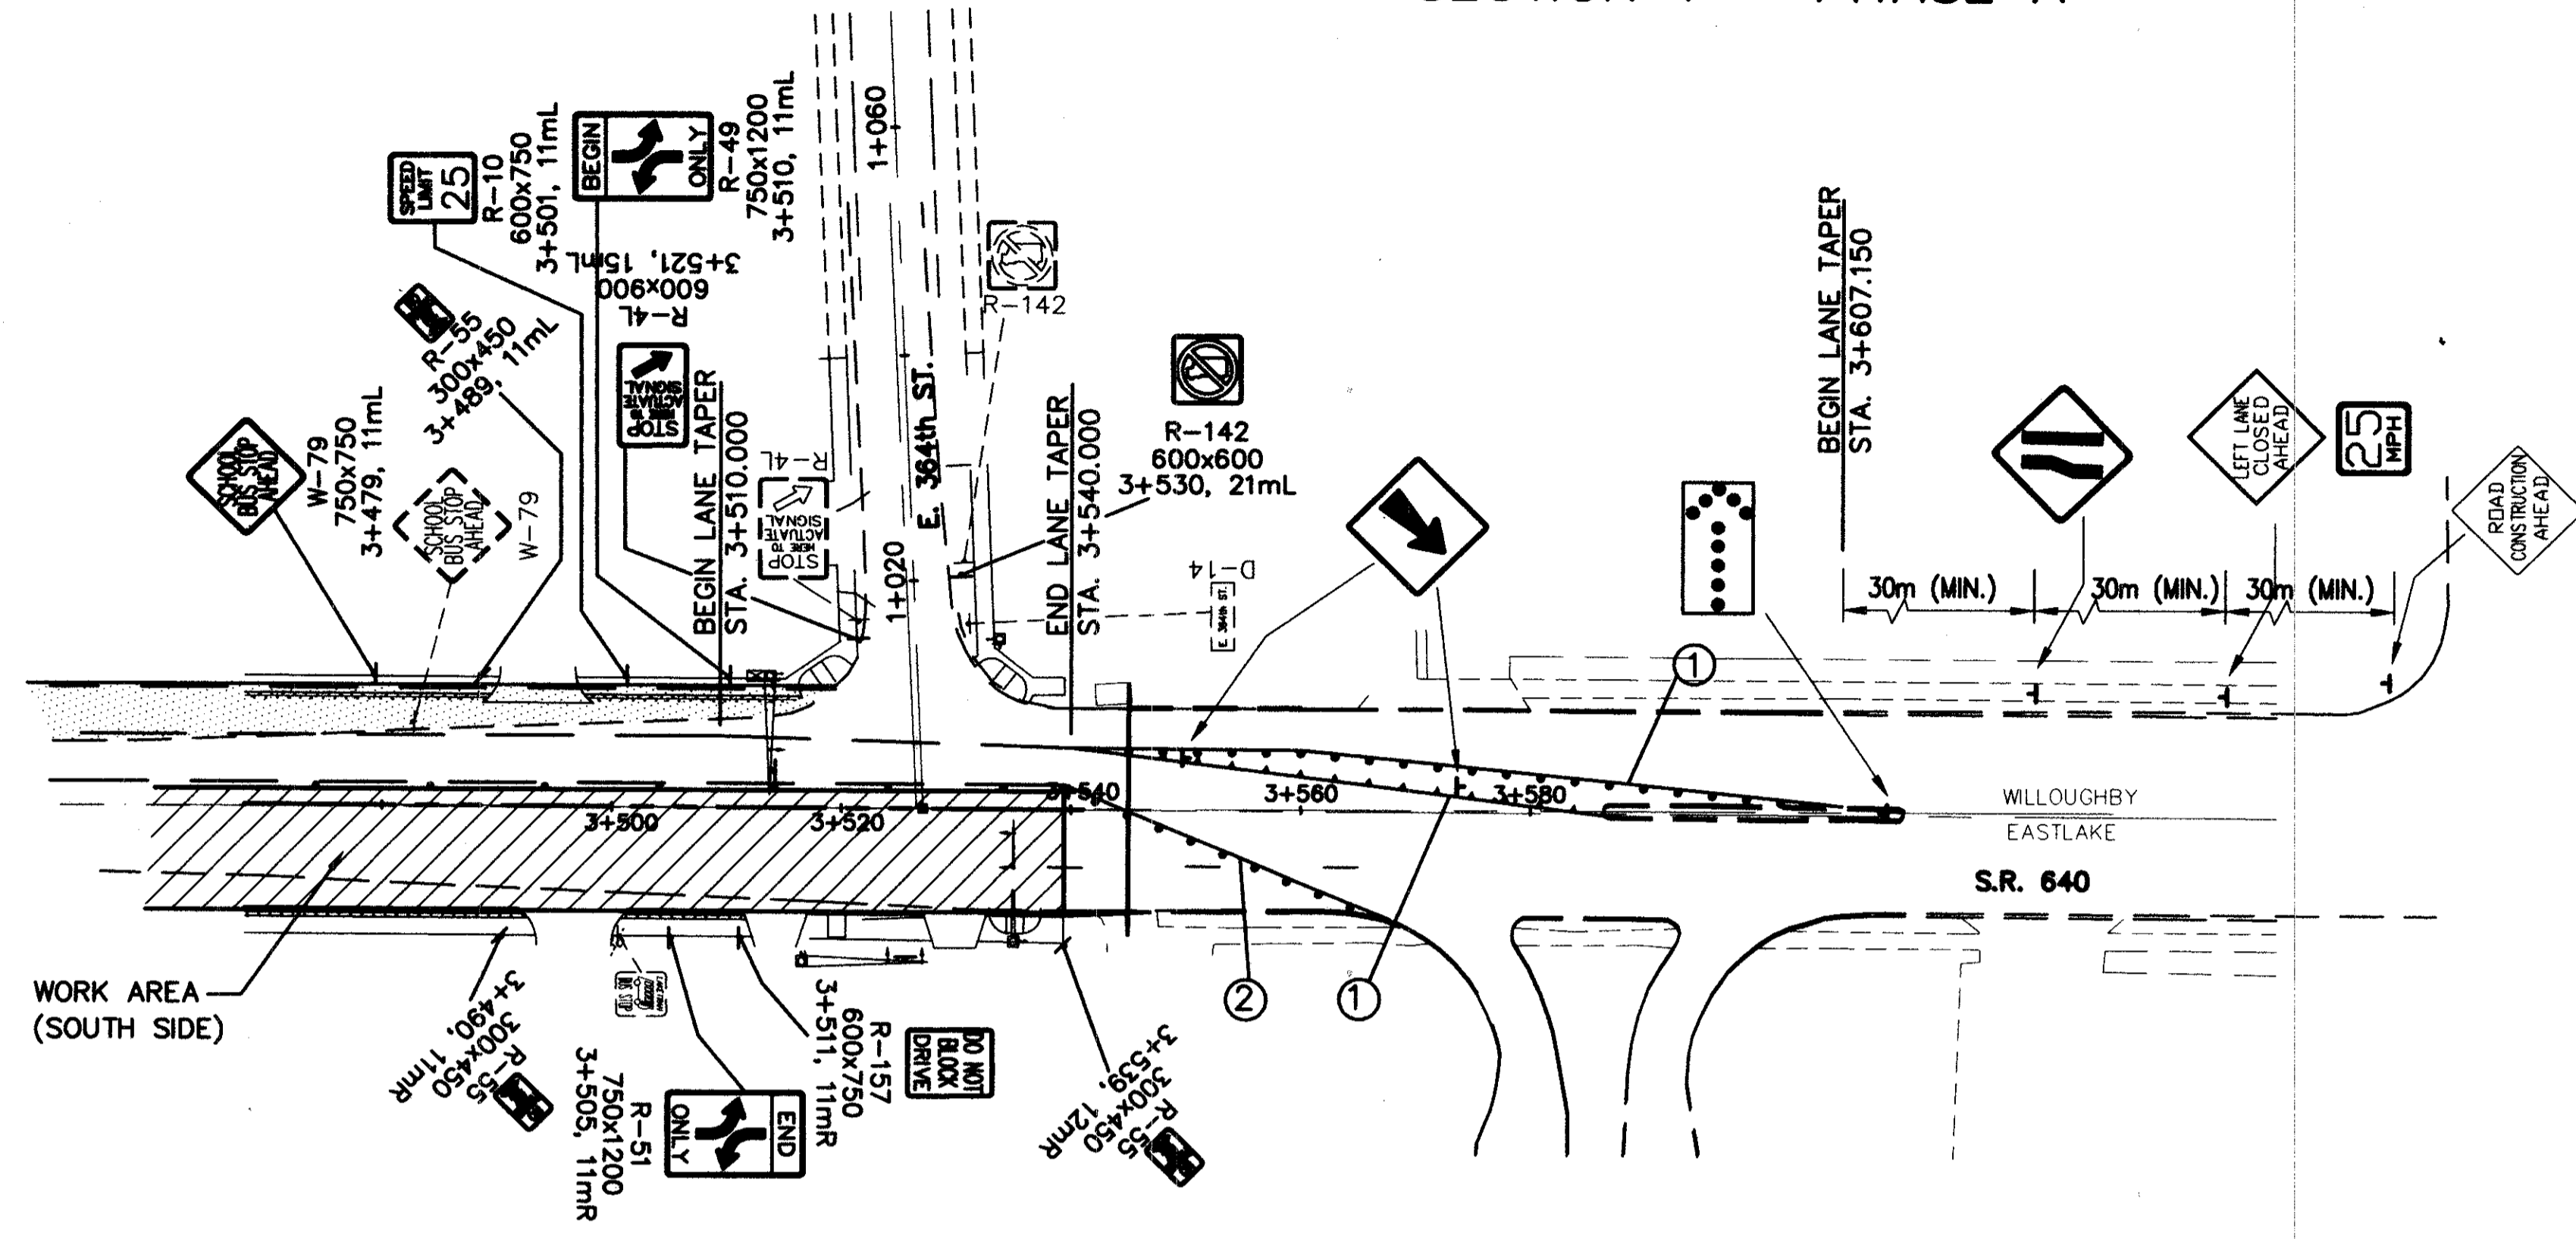 SPEED
LIMIT
25
R-10
600x750
3+501, 11mL
BEGIN
ONLY
R-49
750x1200
3+510, 11mL
1+060
R-55
300x450
3+489, 11mL
3+521, 15mL
600x900
R-4L
STOP
HERE TO
ACTUATE
SIGNAL
SCHOOL
BUS STOP
AHEAD
W-79
750x750
3+479, 11mL
SCHOOL
BUS STOP
AHEAD
W-79
BEGIN LANE TAPER
STA. 3+510.000
R-4L
STOP
HERE TO
ACTUATE
SIGNAL
1+020
E. 364th ST.
R-142
END LANE TAPER
STA. 3+540.000
R-142
600x600
3+530, 21mL
D-14
E. 364th ST.
BEGIN LANE TAPER
STA. 3+607.150
30m (MIN.)
30m (MIN.)
30m (MIN.)
LEFT LANE
CLOSED
AHEAD
25
MPH
ROAD
CONSTRUCTION
AHEAD
1
3+500
3+520
3+540
3+560
3+580
WILLOUGHBY
EASTLAKE
S.R. 640
WORK AREA
(SOUTH SIDE)
3+490, 11mR
300x450
R-55
BUS STOP
R-51
750x1200
3+505, 11mR
END
ONLY
R-157
600x750
3+511, 11mR
DO NOT
BLOCK
DRIVE
3+539, 12mR
300x450
R-55
2
1